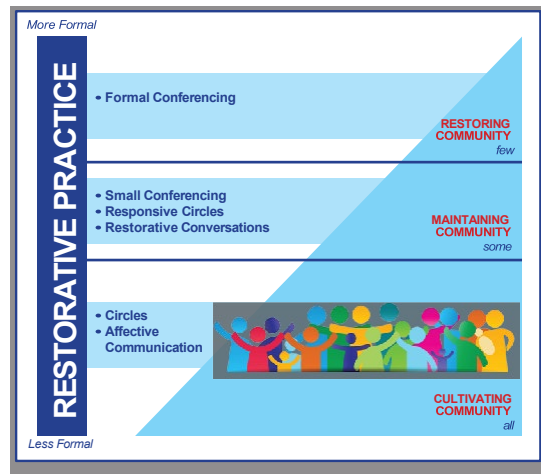 More Formal
RESTORATIVE PRACTICE
• Formal Conferencing
RESTORING
COMMUNITY
few
• Small Conferencing
• Responsive Circles
• Restorative Conversations
MAINTAINING
COMMUNITY
some
• Circles
• Affective
Communication
CULTIVATING
COMMUNITY
all
Less Formal